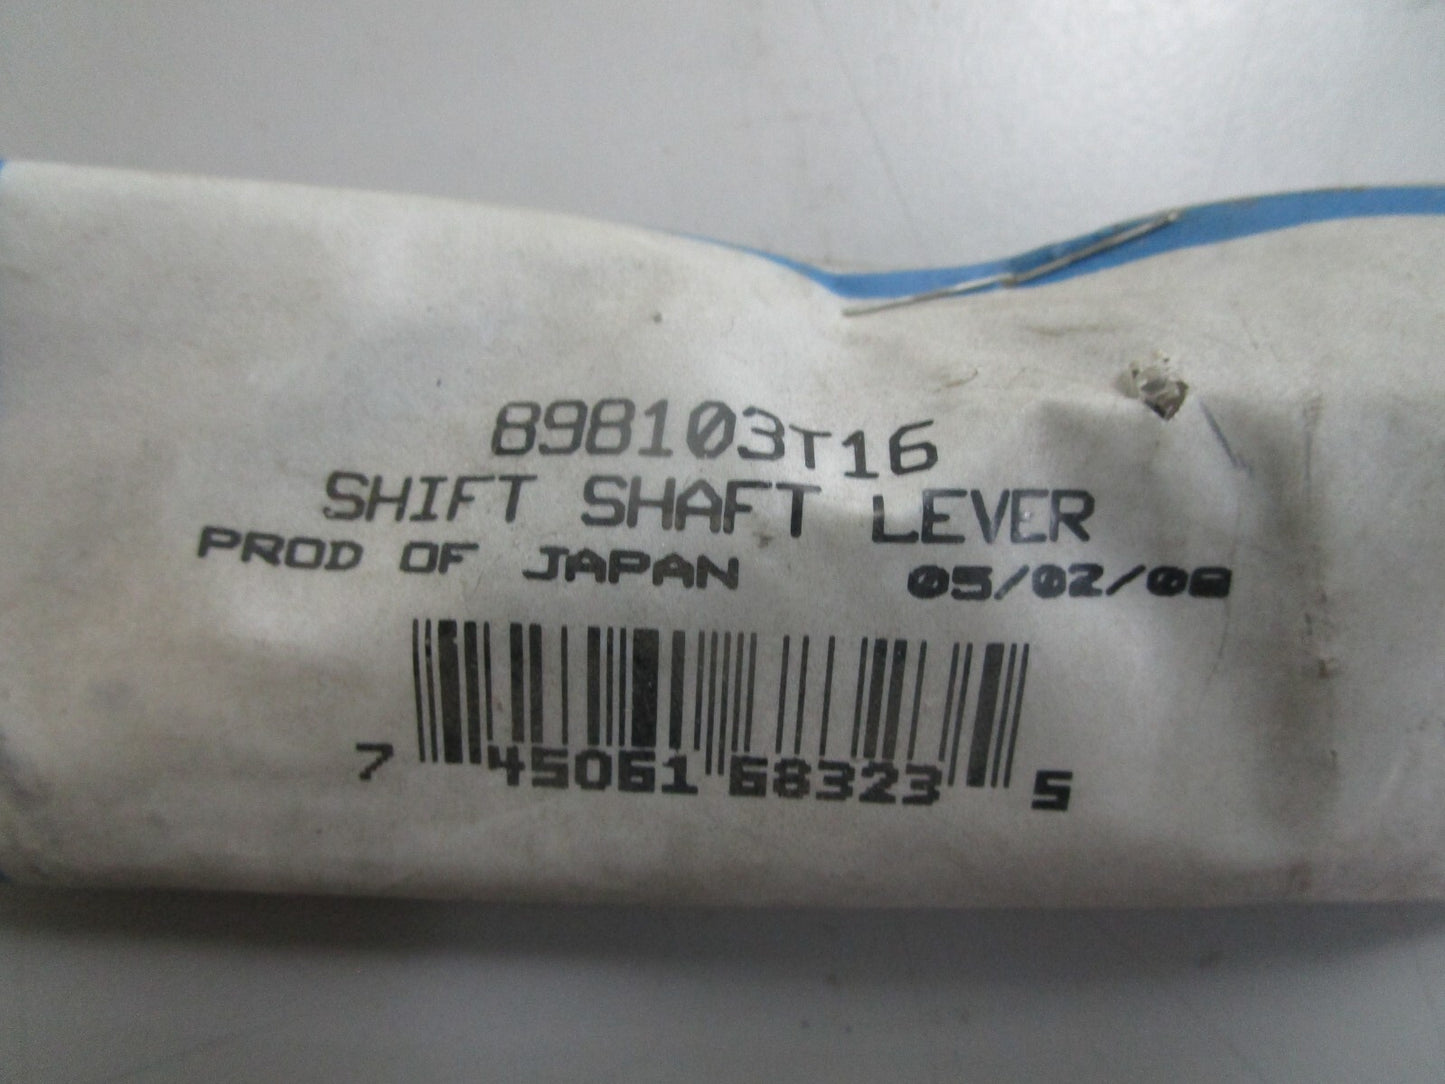 898103T16
SHIFT SHAFT LEVER
PROD OF JAPAN 05/02/08
7 45061 68323 5